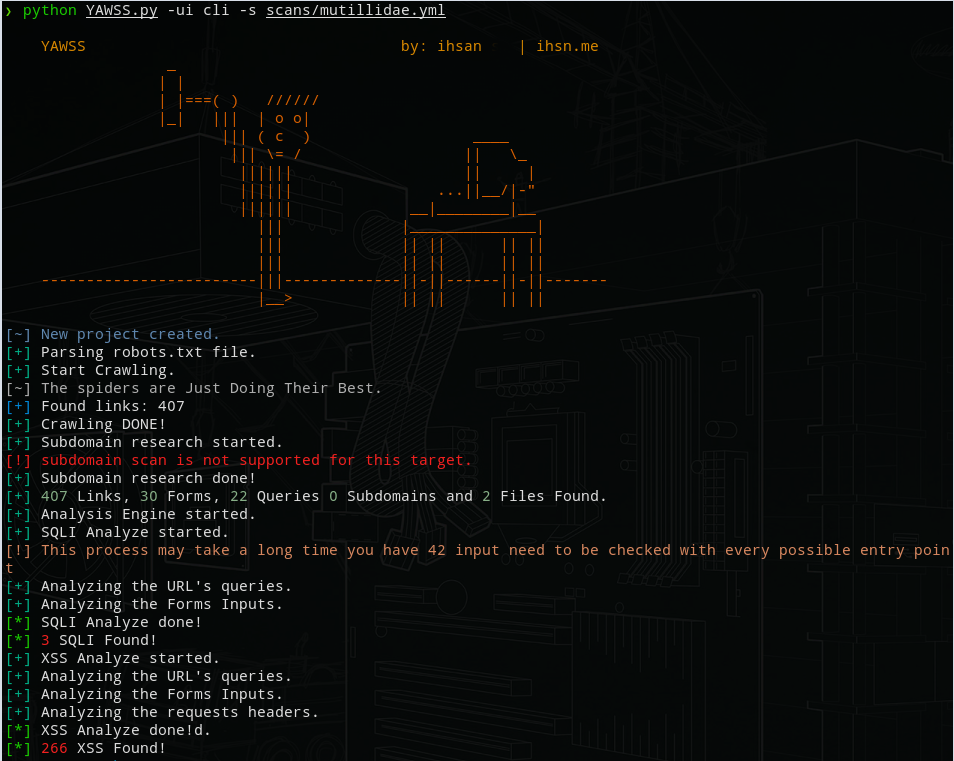 ❯ python YAWSS.py -ui cli -s scans/mutillidae.yml
YAWSS by: ihsan | ihsn.me
[~] New project created.
[+] Parsing robots.txt file.
[+] Start Crawling.
[~] The spiders are Just Doing Their Best.
[+] Found links: 407
[+] Crawling DONE!
[+] Subdomain research started.
[!] subdomain scan is not supported for this target.
[+] Subdomain research done!
[+] 407 Links, 30 Forms, 22 Queries 0 Subdomains and 2 Files Found.
[+] Analysis Engine started.
[+] SQLI Analyze started.
[!] This process may take a long time you have 42 input need to be checked with every possible entry poin
t
[+] Analyzing the URL's queries.
[+] Analyzing the Forms Inputs.
[*] SQLI Analyze done!
[*] 3 SQLI Found!
[+] XSS Analyze started.
[+] Analyzing the URL's queries.
[+] Analyzing the Forms Inputs.
[+] Analyzing the requests headers.
[*] XSS Analyze done!d.
[*] 266 XSS Found!